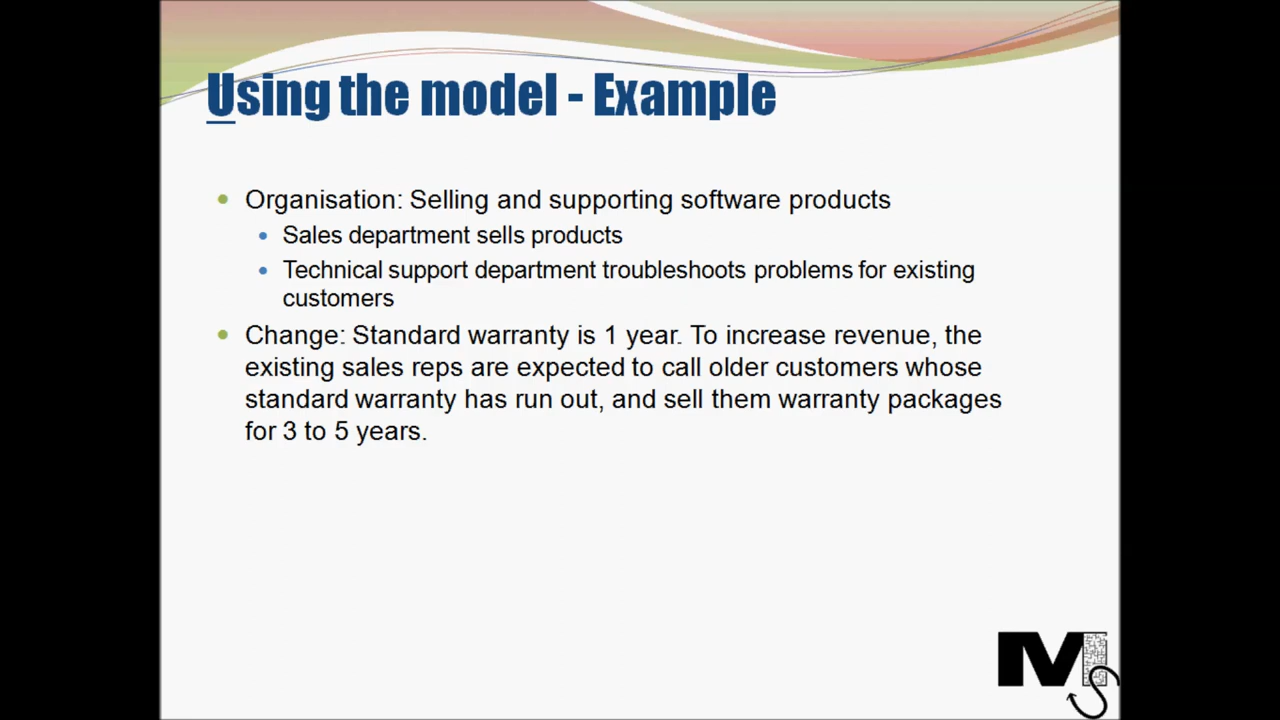 Using the model - Example
Organisation: Selling and supporting software products
Sales department sells products
Technical support department troubleshoots problems for existing
customers
Change: Standard warranty is 1 year. To increase revenue, the
existing sales reps are expected to call older customers whose
standard warranty has run out, and sell them warranty packages
for 3 to 5 years.
MS